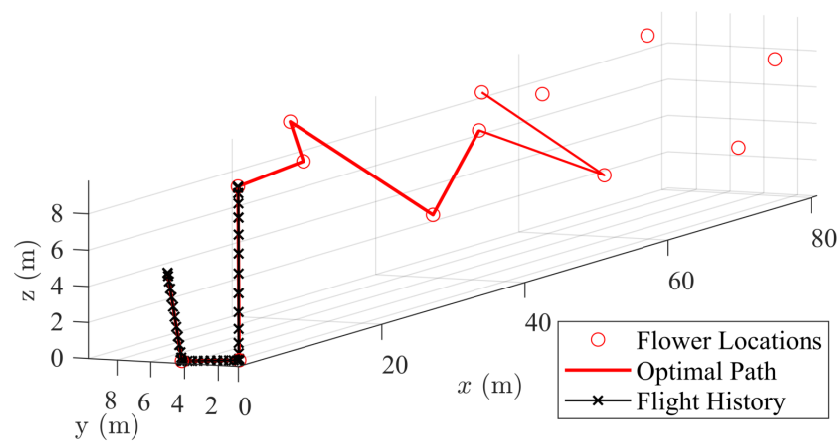 8
6
4
2
0
z (m)
8 6 4 2 0
y (m)
20
40
60
80
x (m)
Flower Locations
Optimal Path
Flight History